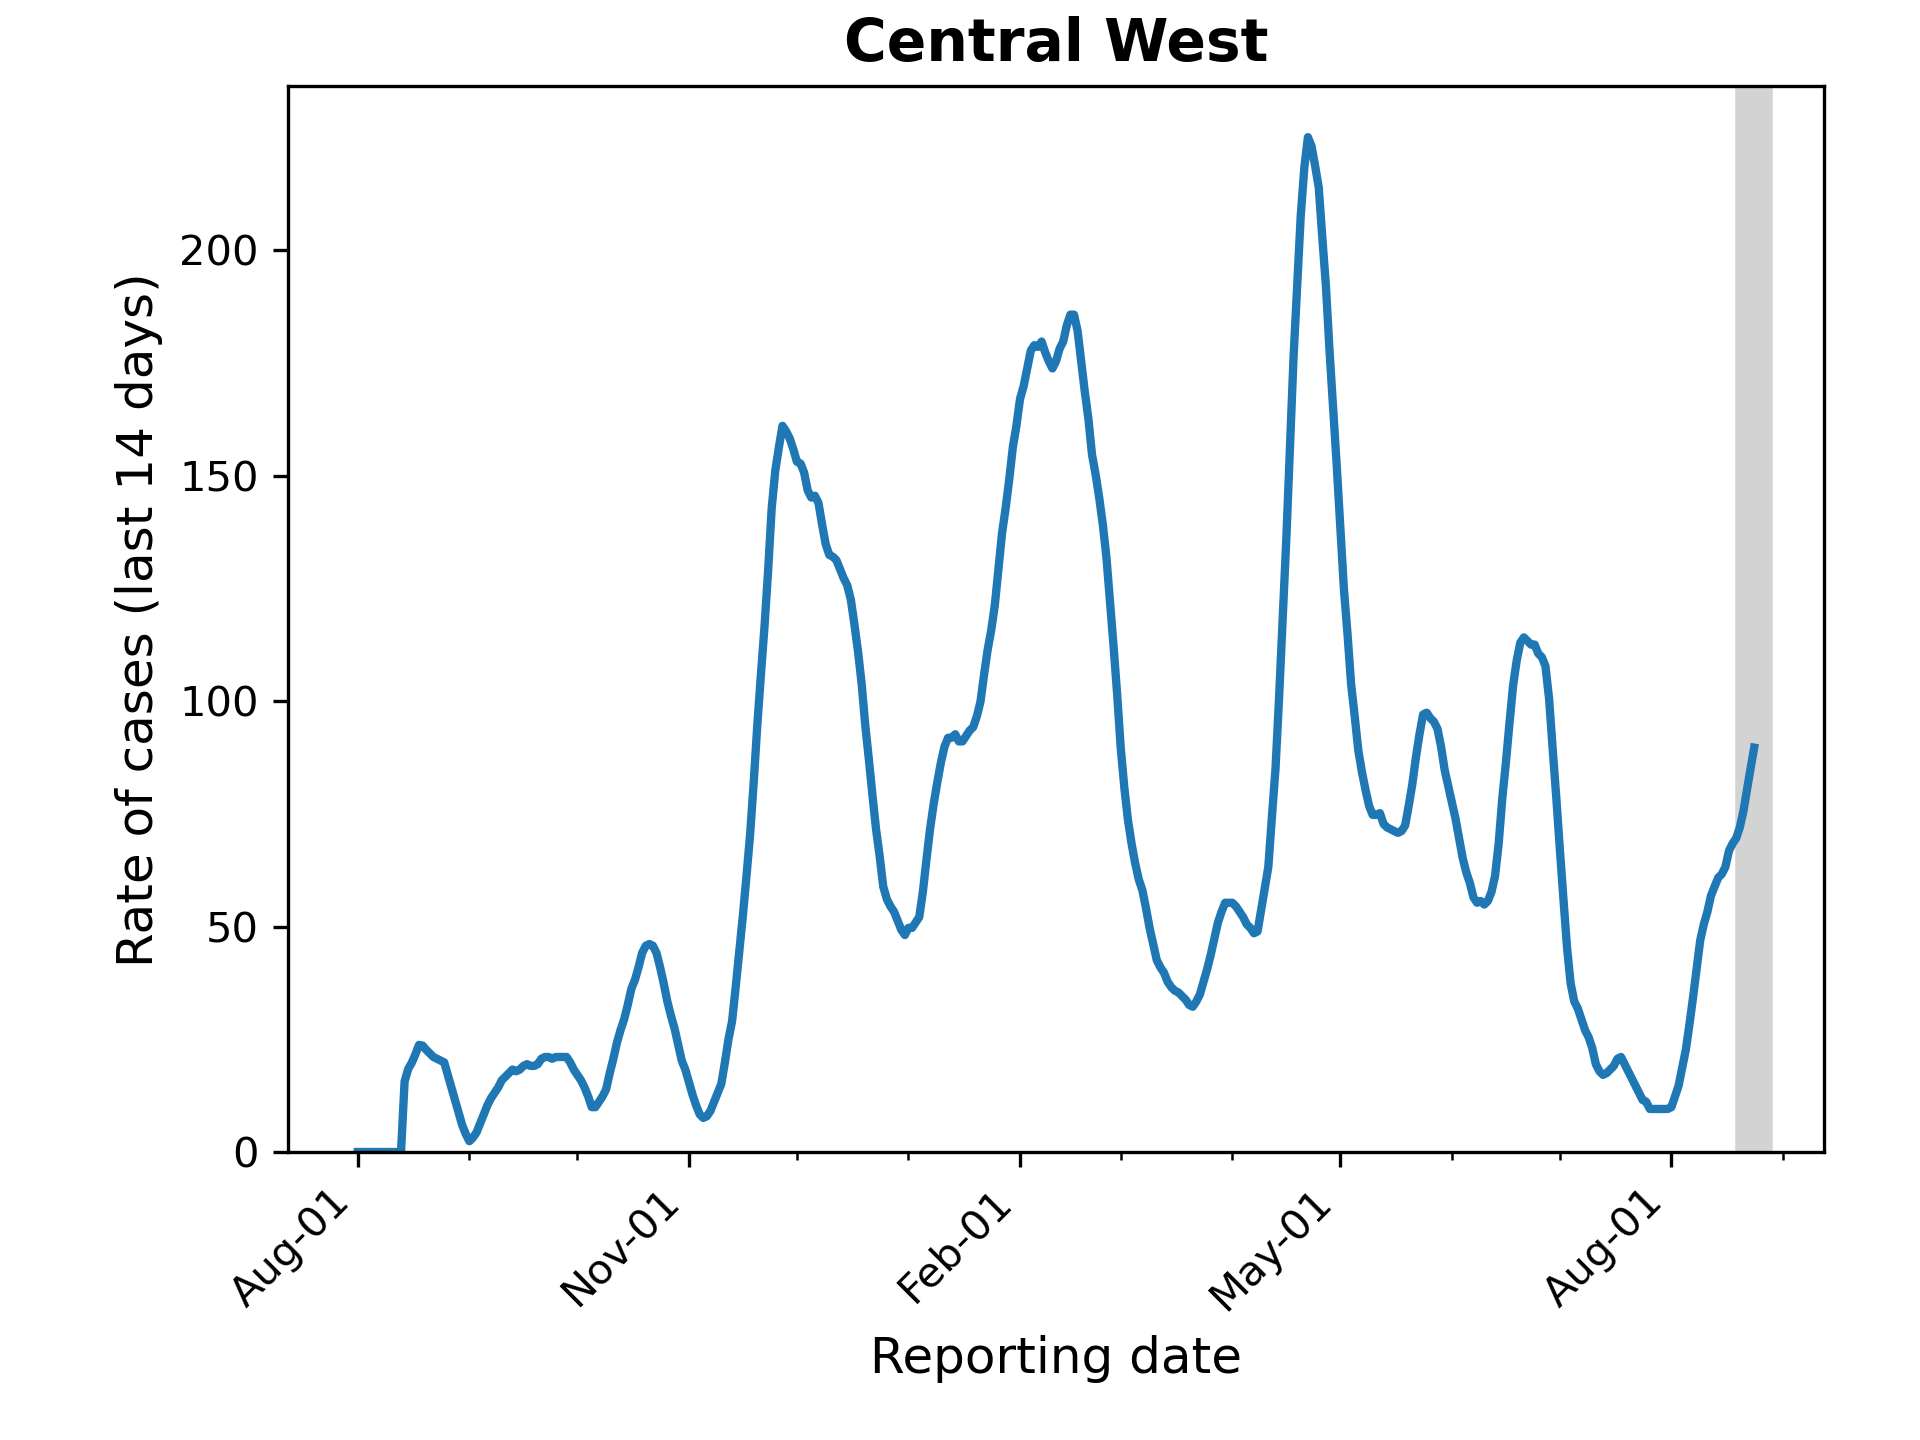 Central West
Rate of cases (last 14 days)
200
150
100
50
0
Aug-01
Nov-01
Feb-01
May-01
Aug-01
Reporting date